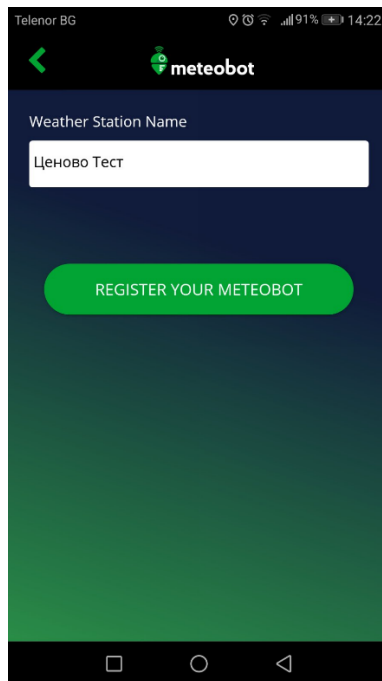 Telenor BG 91% 14:22
meteobot
Weather Station Name
Ценово Тест
REGISTER YOUR METEOBOT